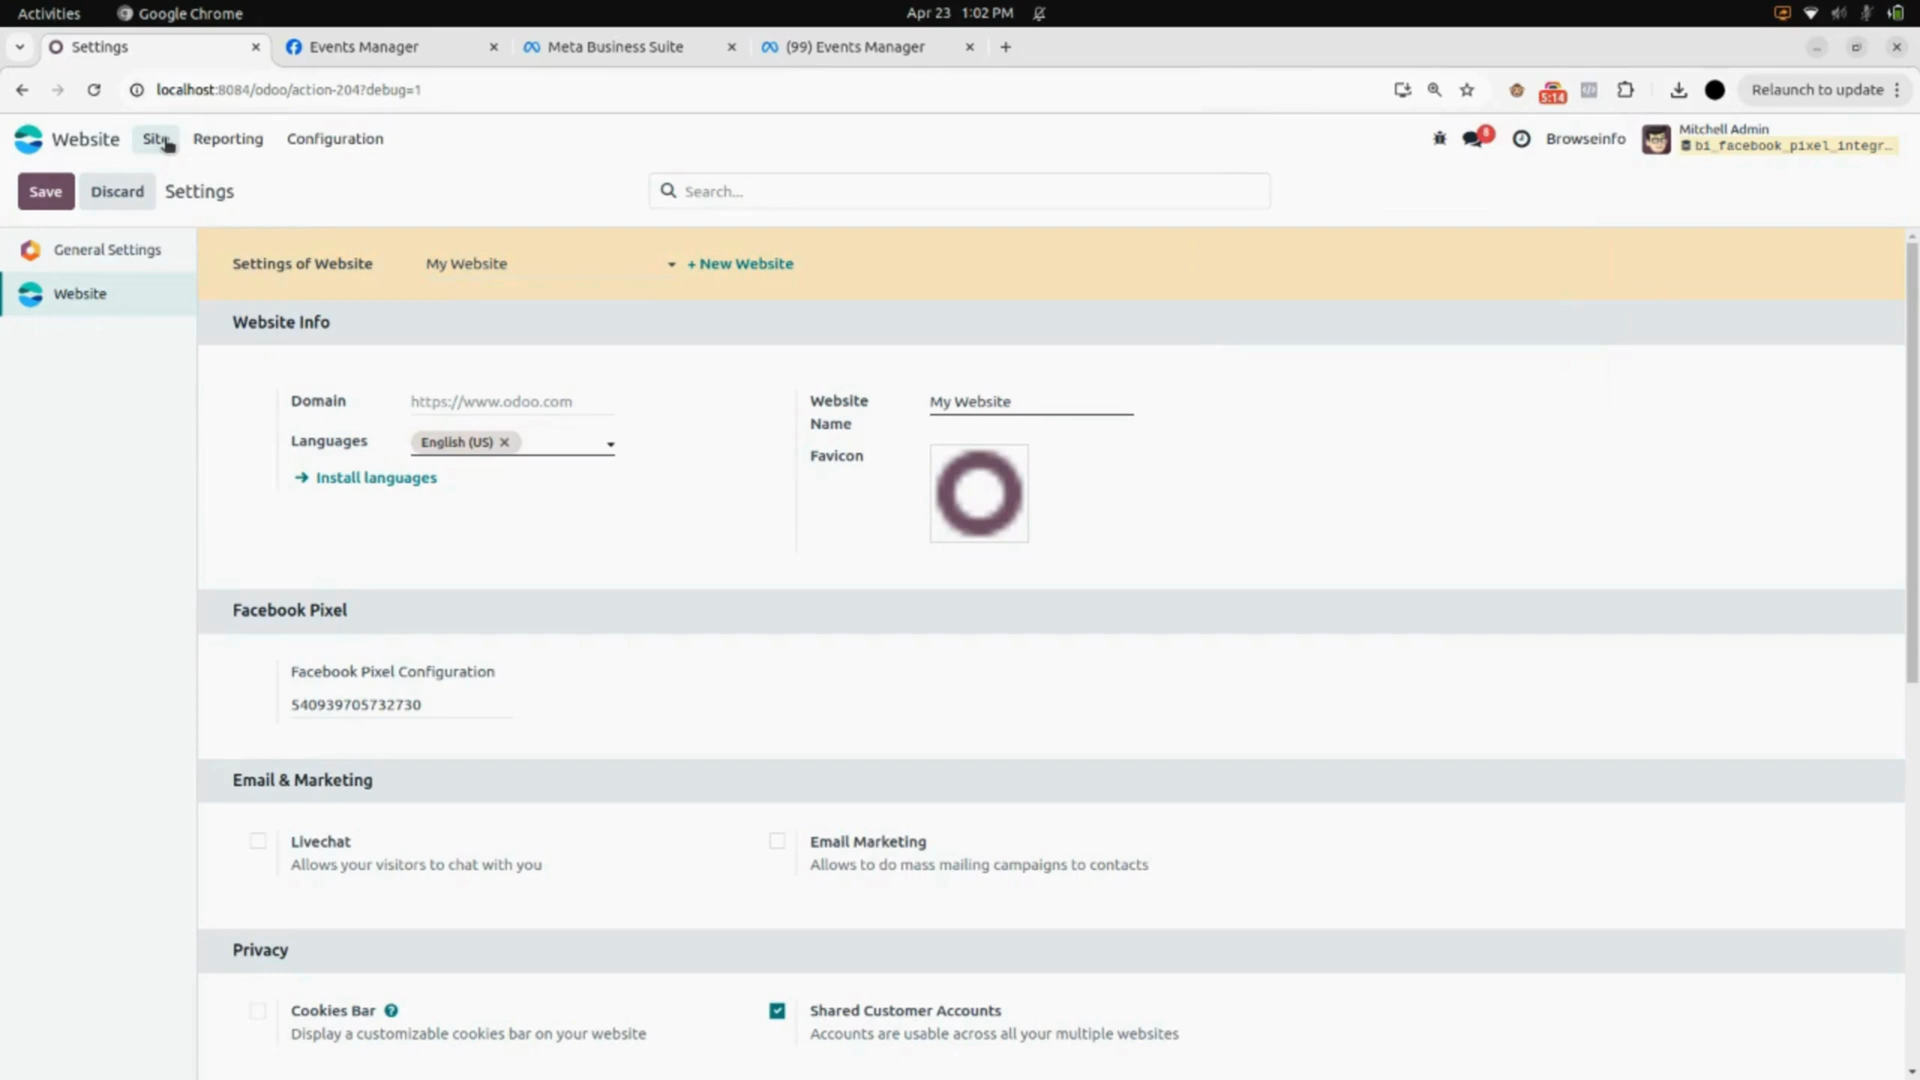 Activities Google Chrome Apr 23 1:02 PM
Settings Events Manager Meta Business Suite (99) Events Manager
localhost:8084/odoo/action-204?debug=1 5:14 Relaunch to update
Website Site Reporting Configuration 8 Browseinfo Mitchell Admin
bi_facebook_pixel_integr...
Save Discard Settings Search...
General Settings
Website
Settings of Website My Website + New Website
Website Info
Domain https://www.odoo.com
Website Name My Website
Languages English (US)
Favicon
Install languages
Facebook Pixel
Facebook Pixel Configuration
540939705732730
Email & Marketing
Livechat
Allows your visitors to chat with you
Email Marketing
Allows to do mass mailing campaigns to contacts
Privacy
Cookies Bar ?
Display a customizable cookies bar on your website
Shared Customer Accounts
Accounts are usable across all your multiple websites